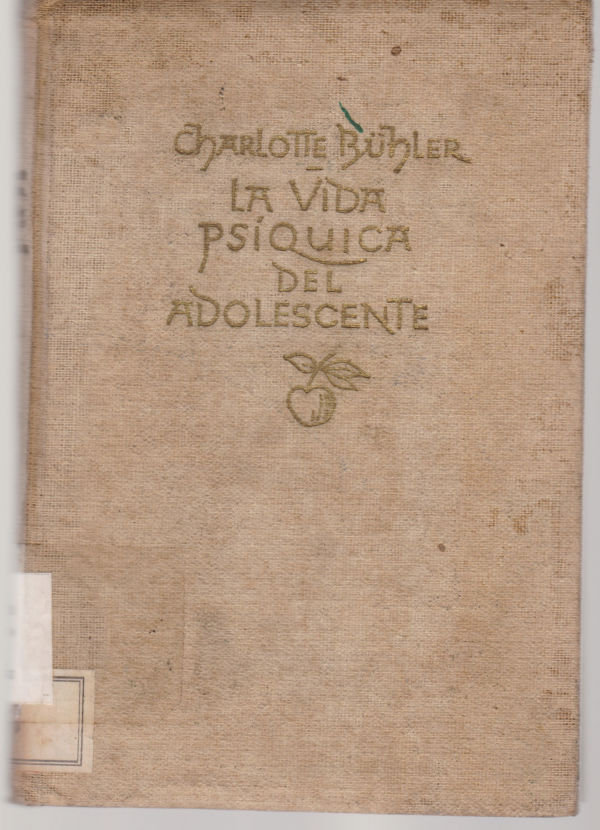 Charlotte Bühler
La Vida
Psíquica
del
Adolescente